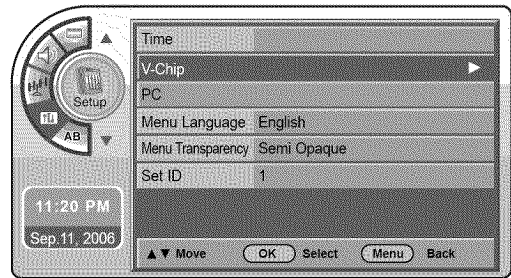 Setup
AB
11:20 PM
Sep.11, 2006
Time
V-Chip
PC
Menu Language English
Menu Transparency Semi Opaque
Set ID 1
▲▼ Move OK Select Menu Back